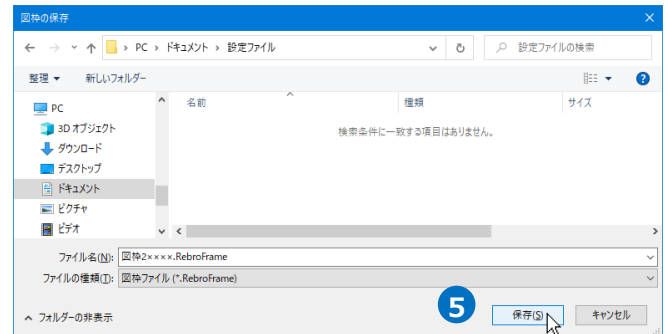 図枠の保存
PC › ドキュメント › 設定ファイル
設定ファイルの検索
整理 新しいフォルダー
名前 種類 サイズ
PC
3D オブジェクト
ダウンロード
デスクトップ
ドキュメント
ピクチャ
ビデオ
検索条件に一致する項目はありません。
ファイル名(N): 図枠2××××.RebroFrame
ファイルの種類(T): 図枠ファイル (*.RebroFrame)
フォルダーの非表示
5
保存(S) キャンセル